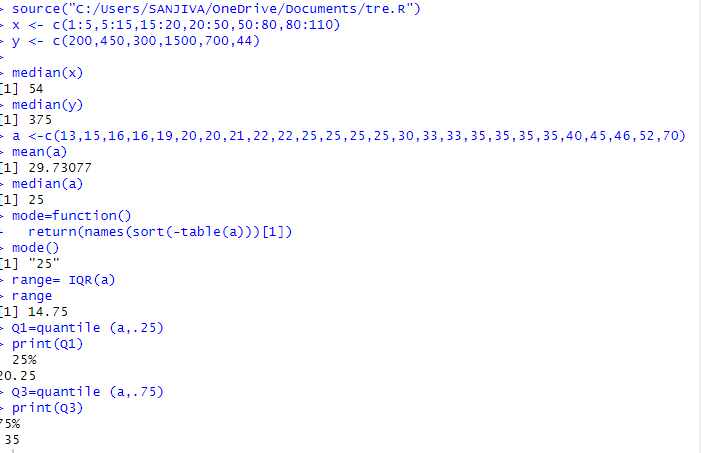 > source("C:/Users/SANJIVA/OneDrive/Documents/tre.R")
> x <- c(1:5,5:15,15:20,20:50,50:80,80:110)
> y <- c(200,450,300,1500,700,44)
>
> median(x)
[1] 54
> median(y)
[1] 375
> a <-c(13,15,16,16,19,20,20,21,22,22,25,25,25,25,30,33,33,35,35,35,35,40,45,46,52,70)
> mean(a)
[1] 29.73077
> median(a)
[1] 25
> mode=function()
+   return(names(sort(-table(a)))[1])
> mode()
[1] "25"
> range= IQR(a)
> range
[1] 14.75
> Q1=quantile (a,.25)
> print(Q1)
  25%
20.25
> Q3=quantile (a,.75)
> print(Q3)
75%
 35